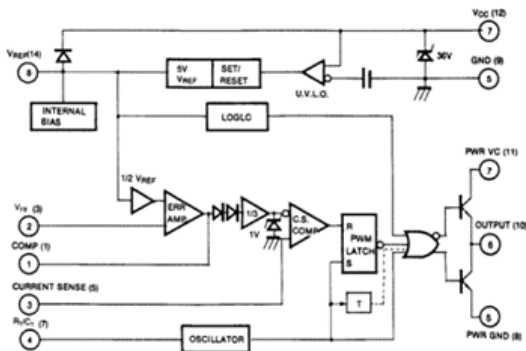 VCC (12)
7
VREF(14)
8
36V
GND (9)
5
5V
VREF
SET/
RESET
U.V.L.O.
INTERNAL
BIAS
LOGLC
PWR VC (11)
7
1/2 VREF
ERR
AMP.
1/3
1V
C.S.
COMP
R
PWM
LATCH
S
VFB (3)
2
OUTPUT (10)
6
COMP (1)
1
CURRENT SENSE (5)
3
T
RT/CT (7)
4
OSCILLATOR
5
PWR GND (8)